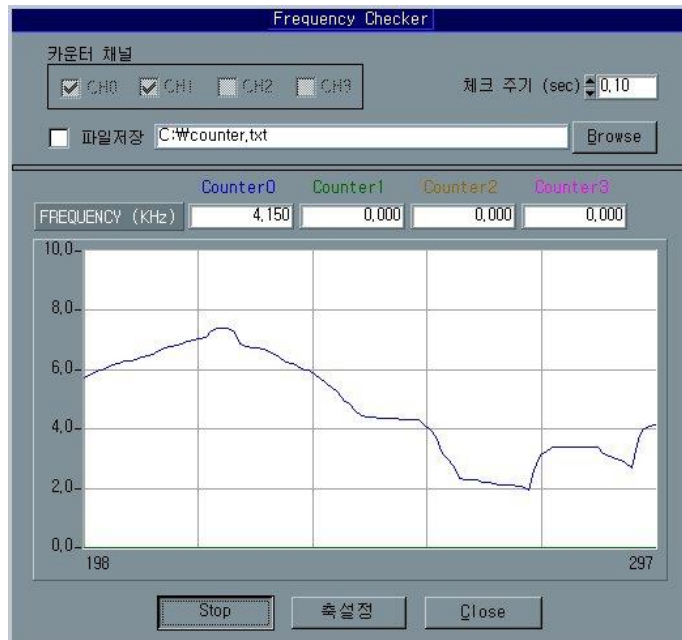 Frequency Checker
카운터 채널
CH0 CH1 CH2 CH3
체크 주기 (sec) 0,10
파일저장 C:₩counter,txt Browse
Counter0 Counter1 Counter2 Counter3
FREQUENCY (KHz) 4,150 0,000 0,000 0,000
10,0
8,0
6,0
4,0
2,0
0,0
198 297
Stop 축설정 Close